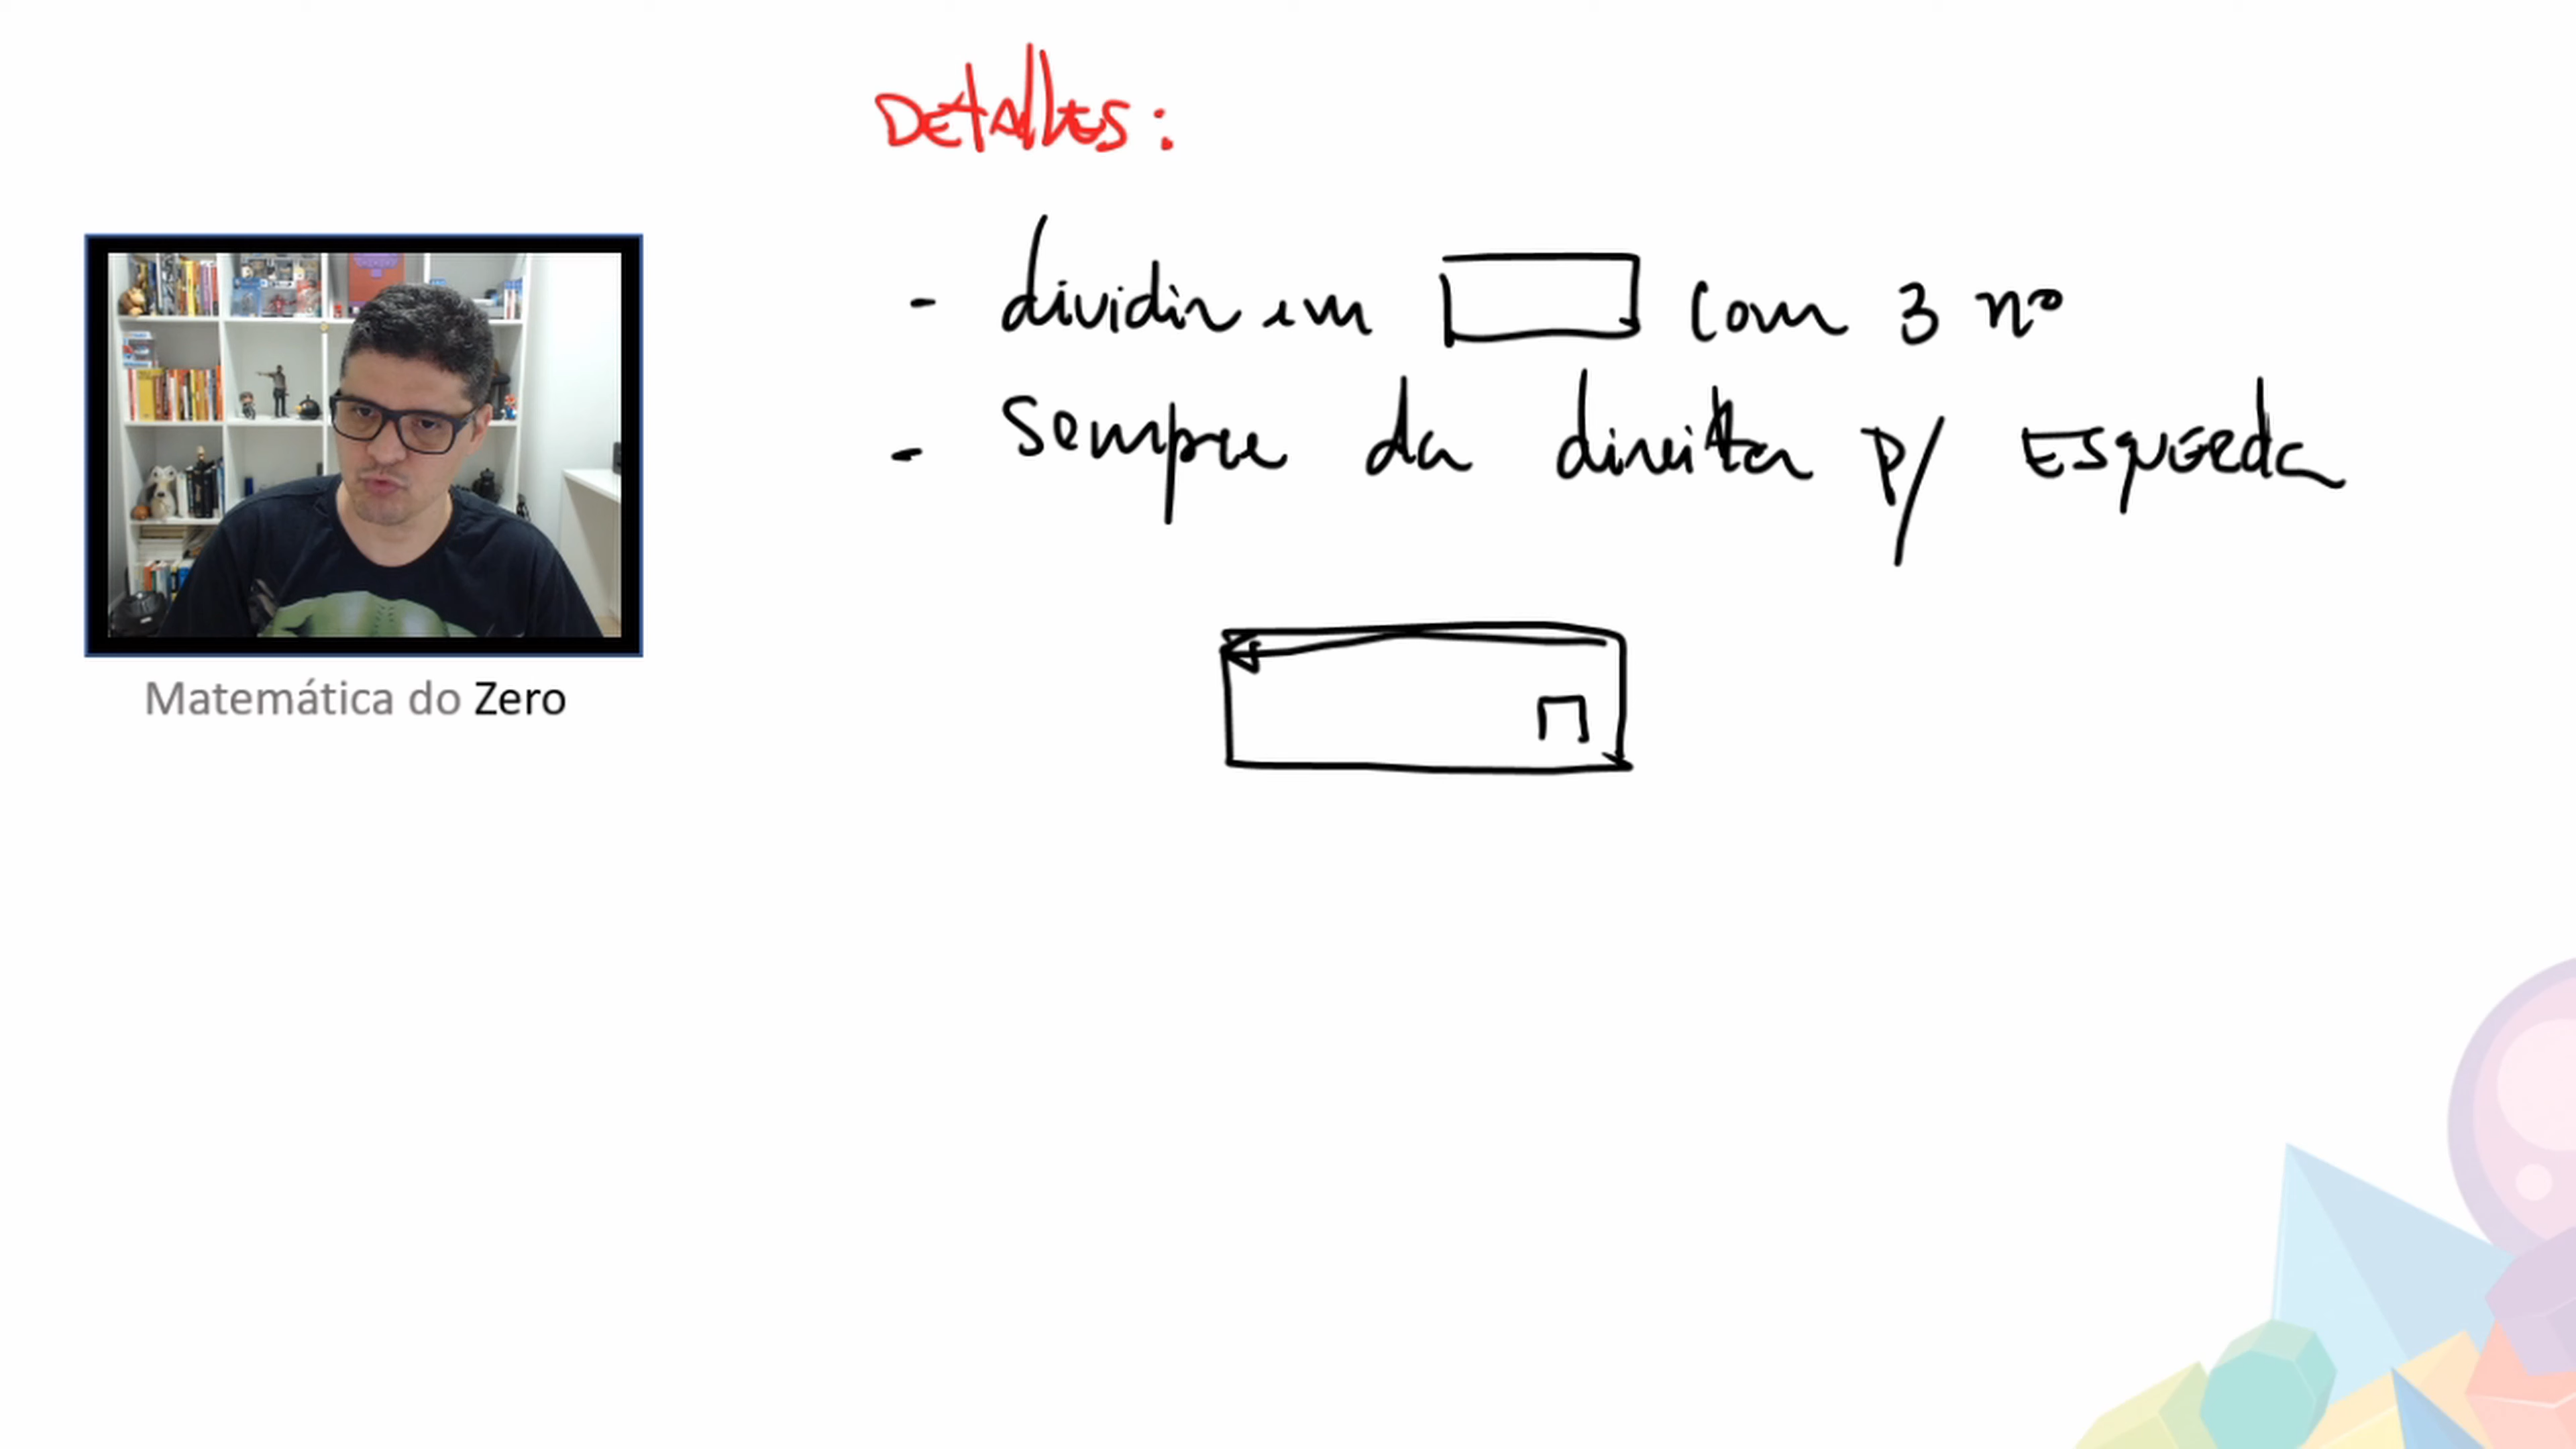 Detalhes:
- dividir em com 3 nº
- Sempre da direita p/ Esquerda
Matemática do Zero